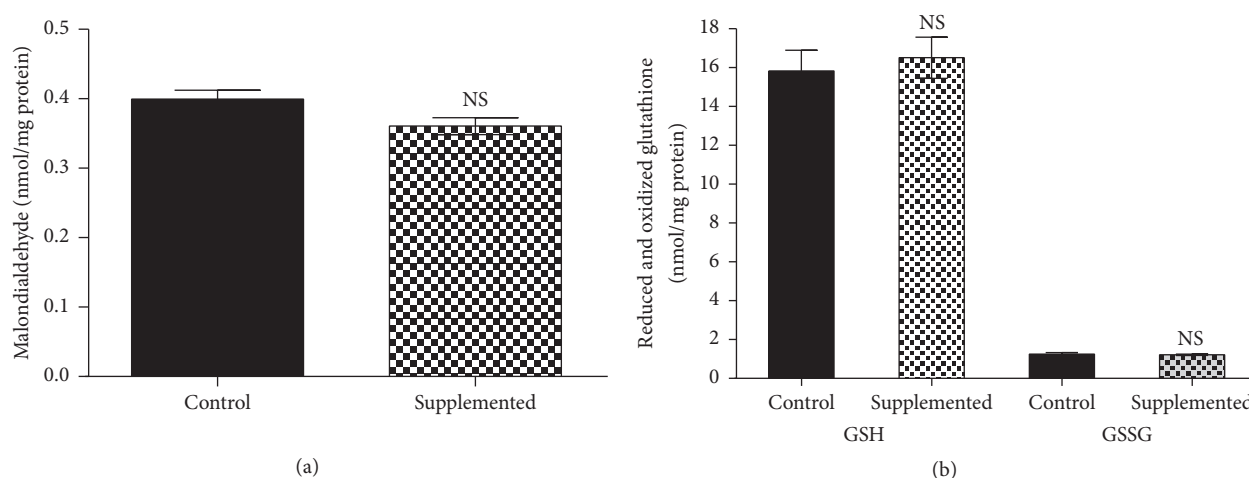 Malondialdehyde (nmol/mg protein)
0.5
0.4
0.3
0.2
0.1
0.0
NS
Control
Supplemented
(a)
Reduced and oxidized glutathione
(nmol/mg protein)
18
16
14
12
10
8
6
4
2
0
NS
NS
Control
Supplemented
Control
Supplemented
GSH
GSSG
(b)